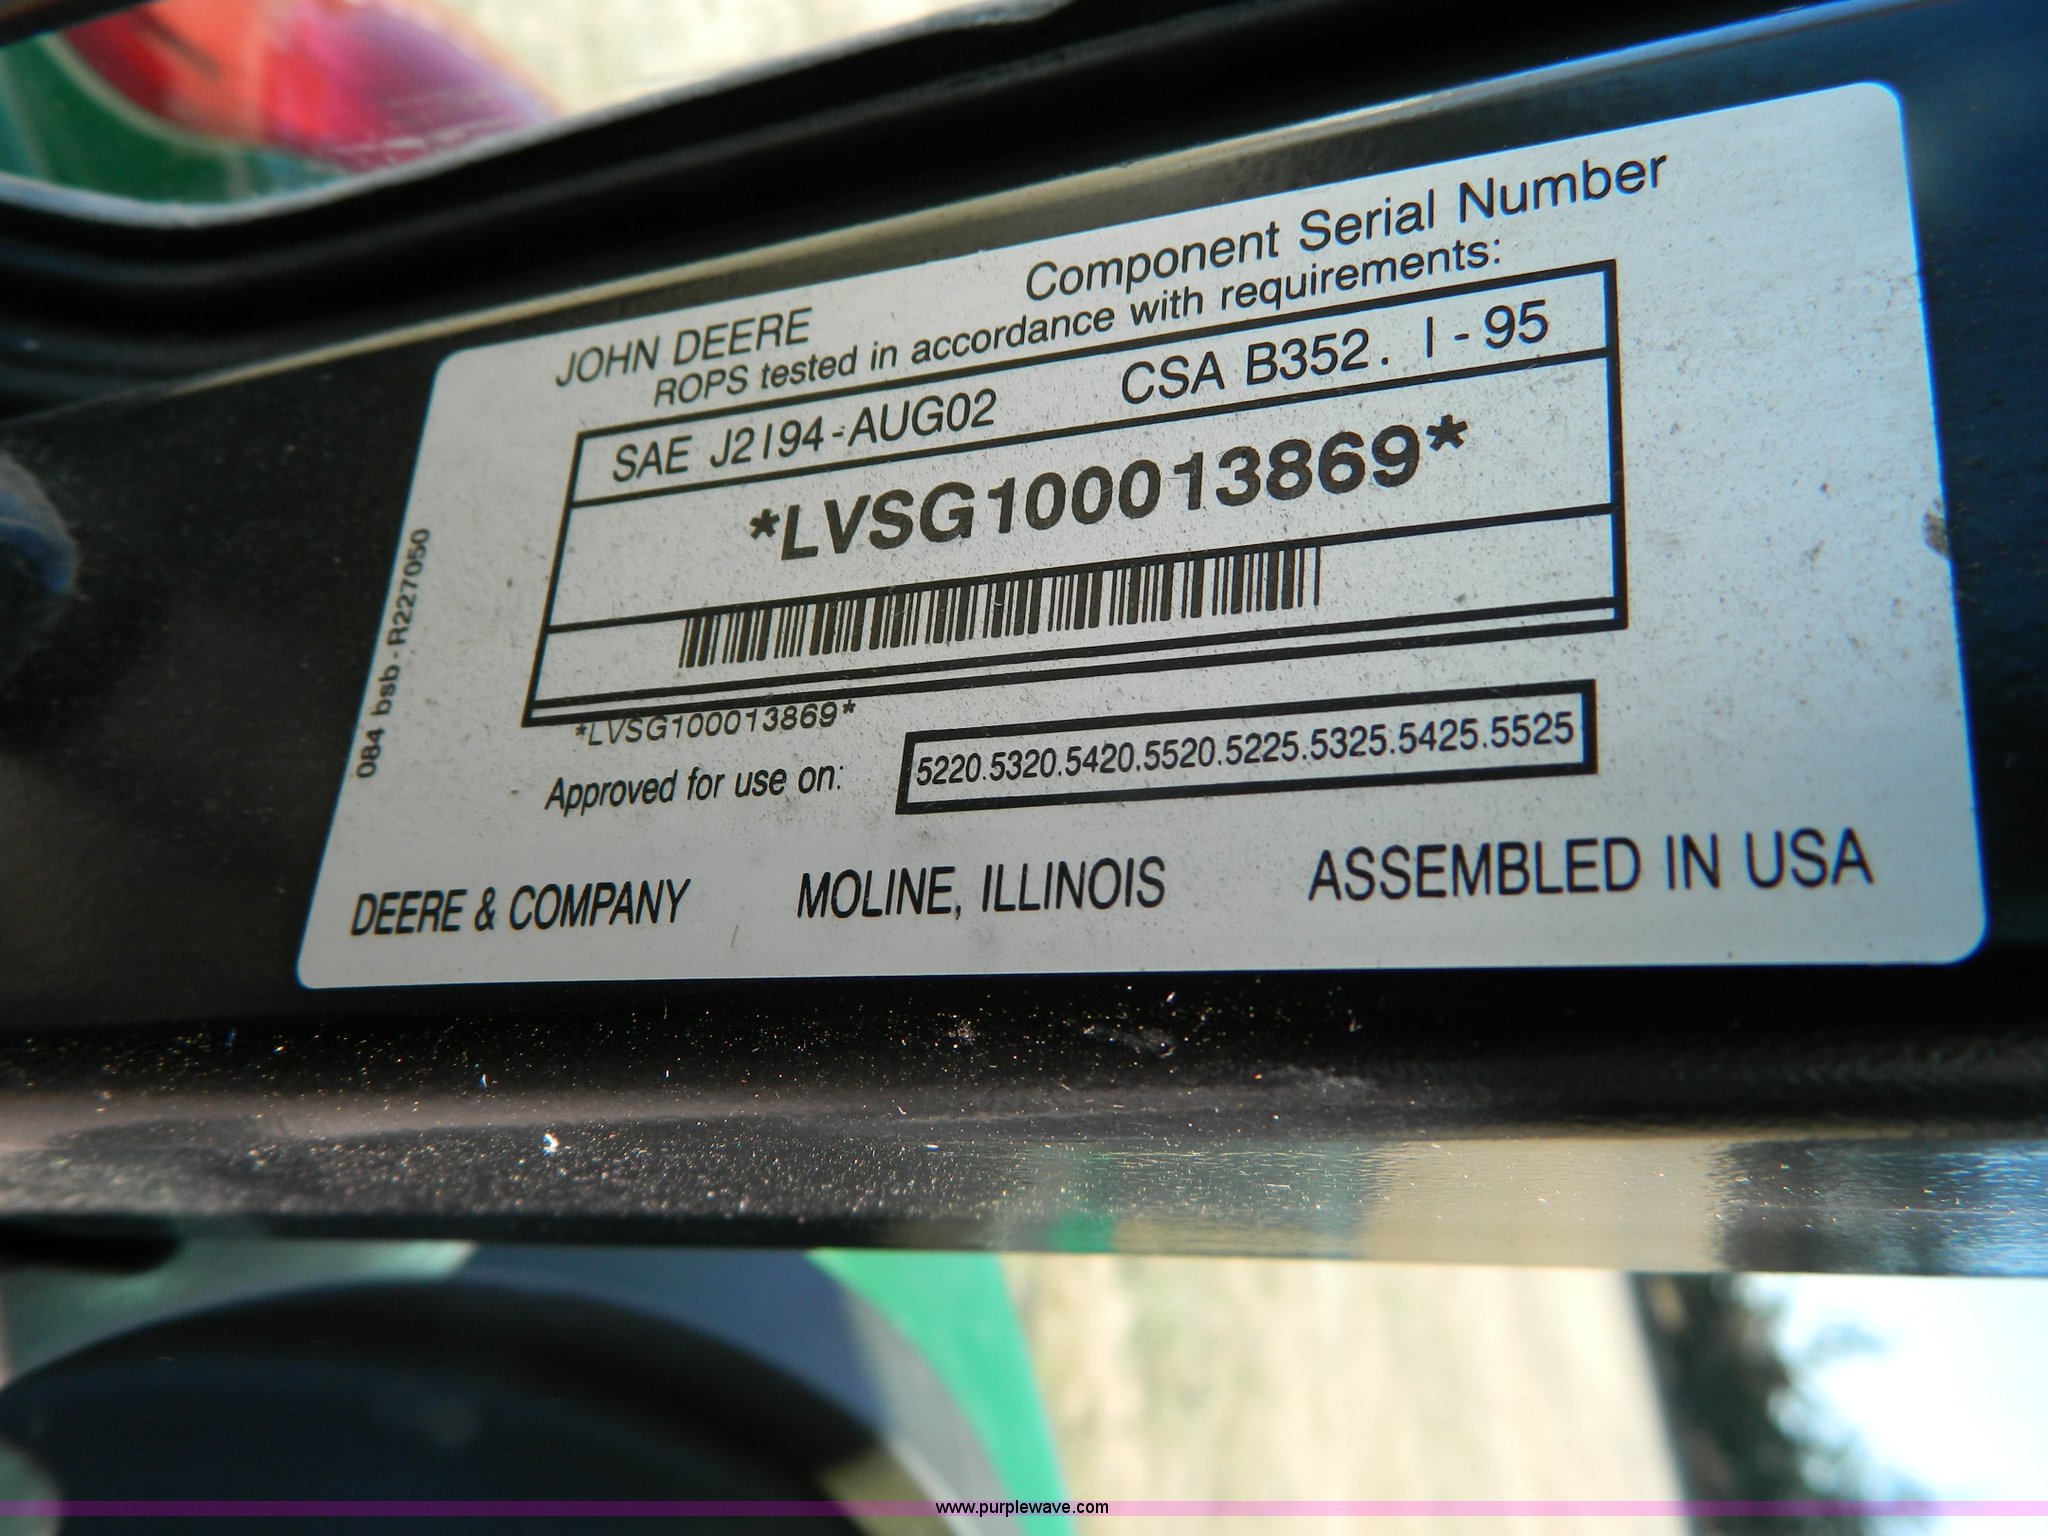 JOHN DEERE Component Serial Number
ROPS tested in accordance with requirements:
SAE J2194-AUG02 CSA B352. 1-95
*LVSG100013869*
*LVSG100013869*
Approved for use on: 5220.5320.5420.5520.5225.5325.5425.5525
DEERE & COMPANY MOLINE, ILLINOIS ASSEMBLED IN USA
084 bsb-R227050
www.purplewave.com